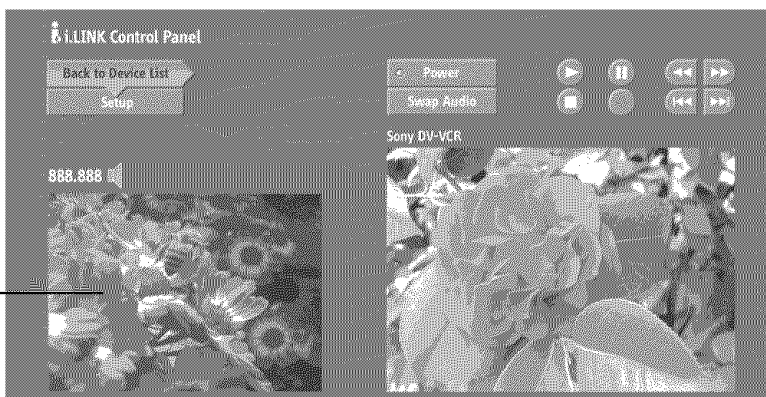 i.LINK Control Panel
Back to Device List
Setup
Power
Swap Audio
Sony DV-VCR
888.888